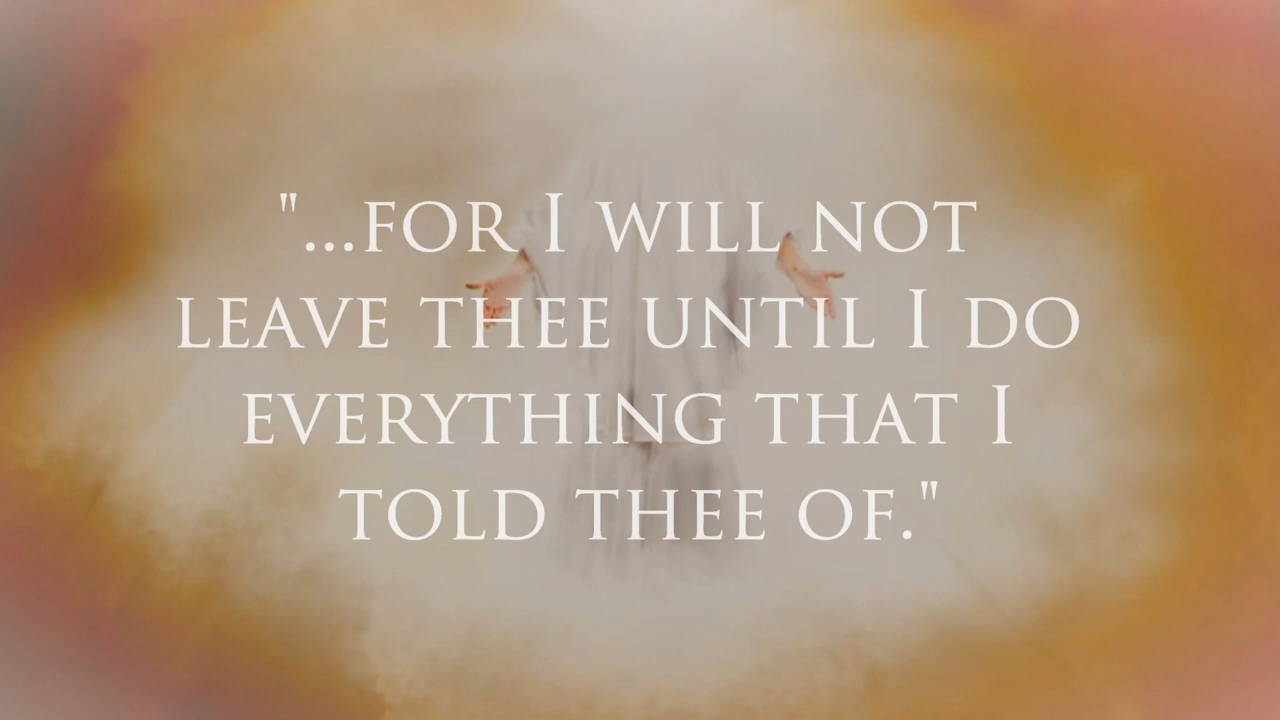 "...FOR I WILL NOT
LEAVE THEE UNTIL I DO
EVERYTHING THAT I
TOLD THEE OF."